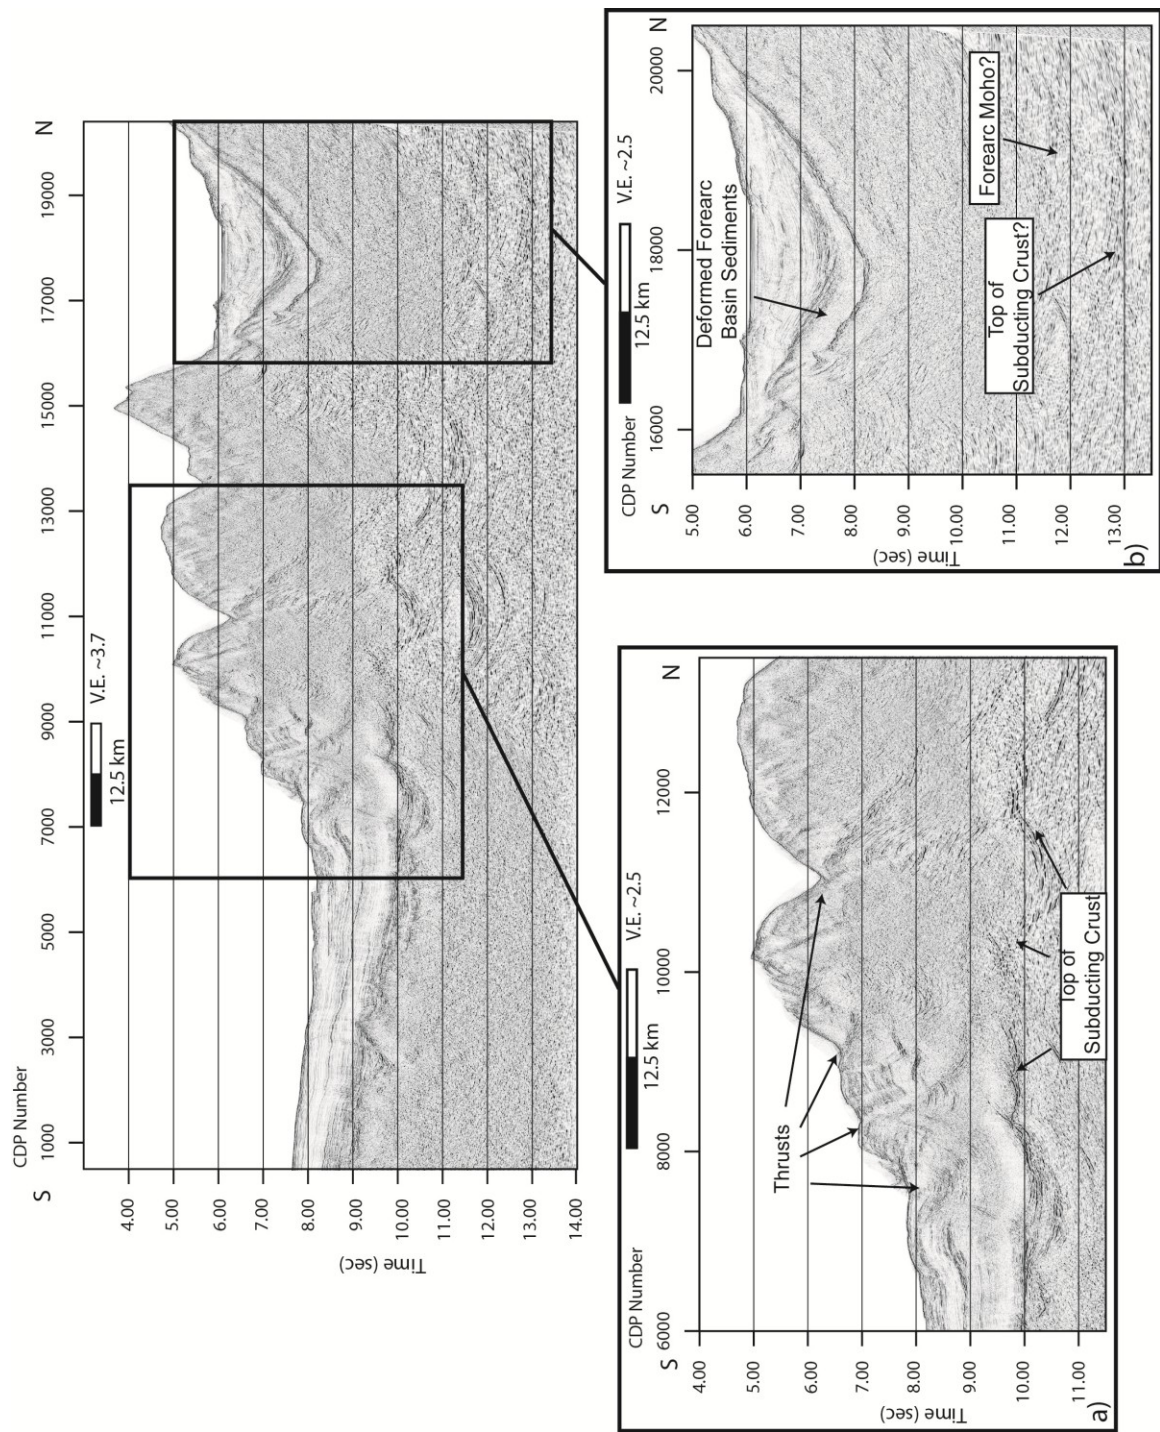 CDP Number
12.5 km
V.E. ~3.7
S
1000
3000
5000
7000
9000
11000
13000
15000
17000
19000
N
4.00
5.00
6.00
7.00
8.00
9.00
10.00
11.00
12.00
13.00
14.00
Time (sec)
CDP Number
12.5 km
V.E. ~2.5
S
6000
8000
10000
12000
N
4.00
5.00
6.00
7.00
8.00
9.00
10.00
11.00
Time (sec)
Thrusts
Top of
Subducting Crust
a)
CDP Number
12.5 km
V.E. ~2.5
S
16000
18000
20000
N
5.00
6.00
7.00
8.00
9.00
10.00
11.00
12.00
13.00
Time (sec)
Deformed Forearc
Basin Sediments
Top of
Subducting Crust?
Forearc Moho?
b)